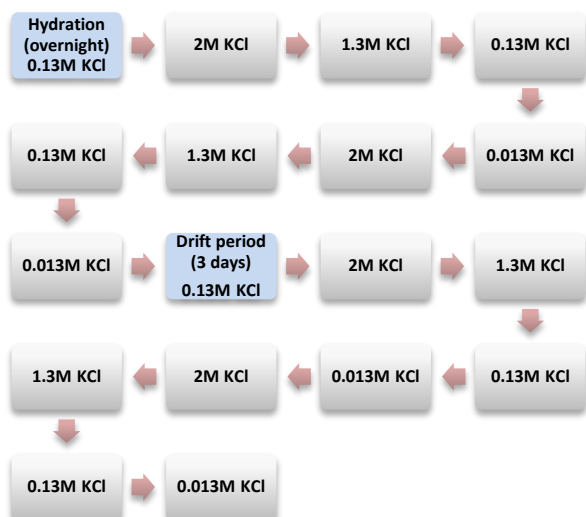 Hydration
(overnight)
0.13M KCl
2M KCl
1.3M KCl
0.13M KCl
0.13M KCl
1.3M KCl
2M KCl
0.013M KCl
0.013M KCl
Drift period
(3 days)
0.13M KCl
2M KCl
1.3M KCl
1.3M KCl
2M KCl
0.013M KCl
0.13M KCl
0.13M KCl
0.013M KCl